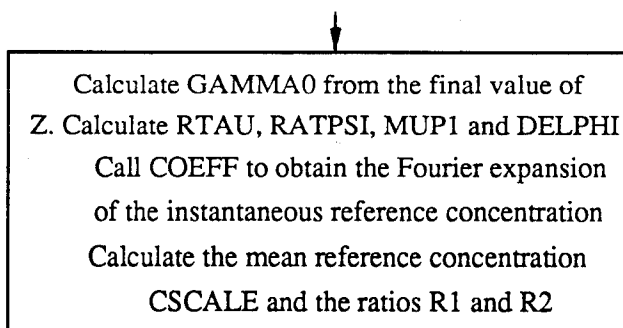 Calculate GAMMA0 from the final value of
Z. Calculate RTAU, RATPSI, MUP1 and DELPHI
Call COEFF to obtain the Fourier expansion
of the instantaneous reference concentration
Calculate the mean reference concentration
CSCALE and the ratios R1 and R2